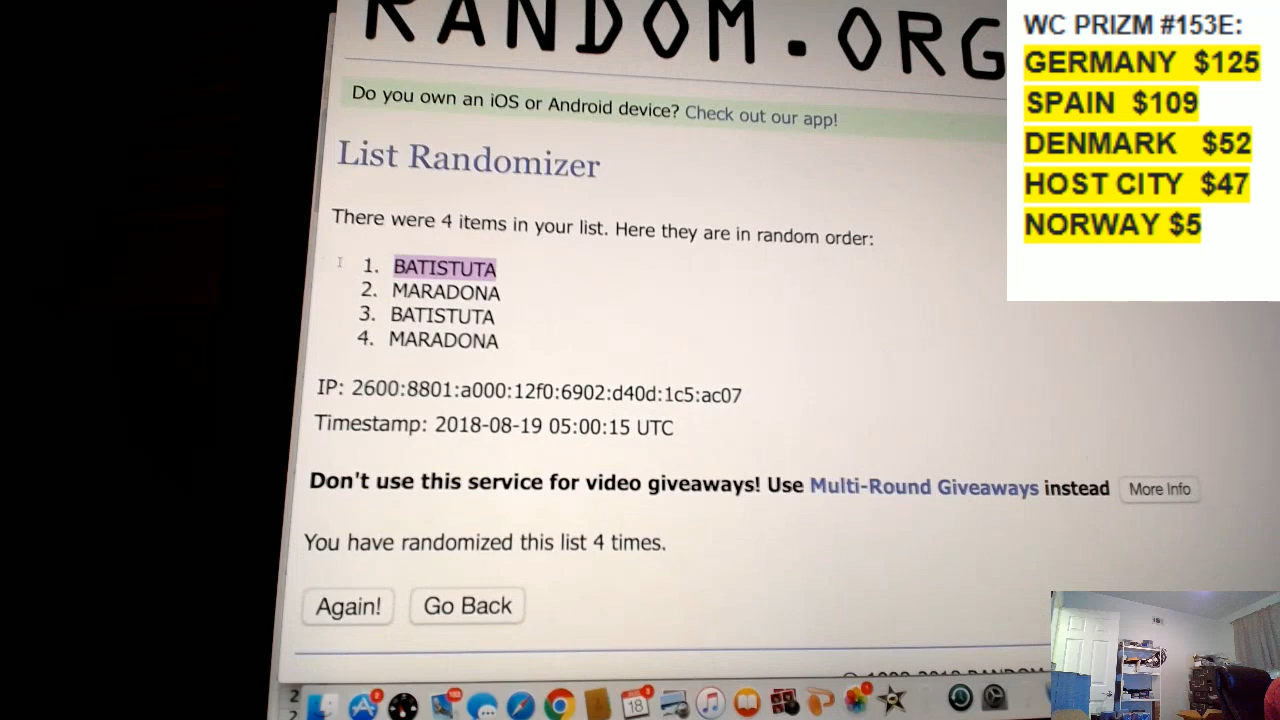 RANDOM.ORG
Do you own an iOS or Android device? Check out our app!
List Randomizer
There were 4 items in your list. Here they are in random order:
1. BATISTUTA
2. MARADONA
3. BATISTUTA
4. MARADONA
IP: 2600:8801:a000:12f0:6902:d40d:1c5:ac07
Timestamp: 2018-08-19 05:00:15 UTC
Don't use this service for video giveaways! Use Multi-Round Giveaways instead More Info
You have randomized this list 4 times.
Again! Go Back
WC PRIZM #153E:
GERMANY $125
SPAIN $109
DENMARK $52
HOST CITY $47
NORWAY $5
18